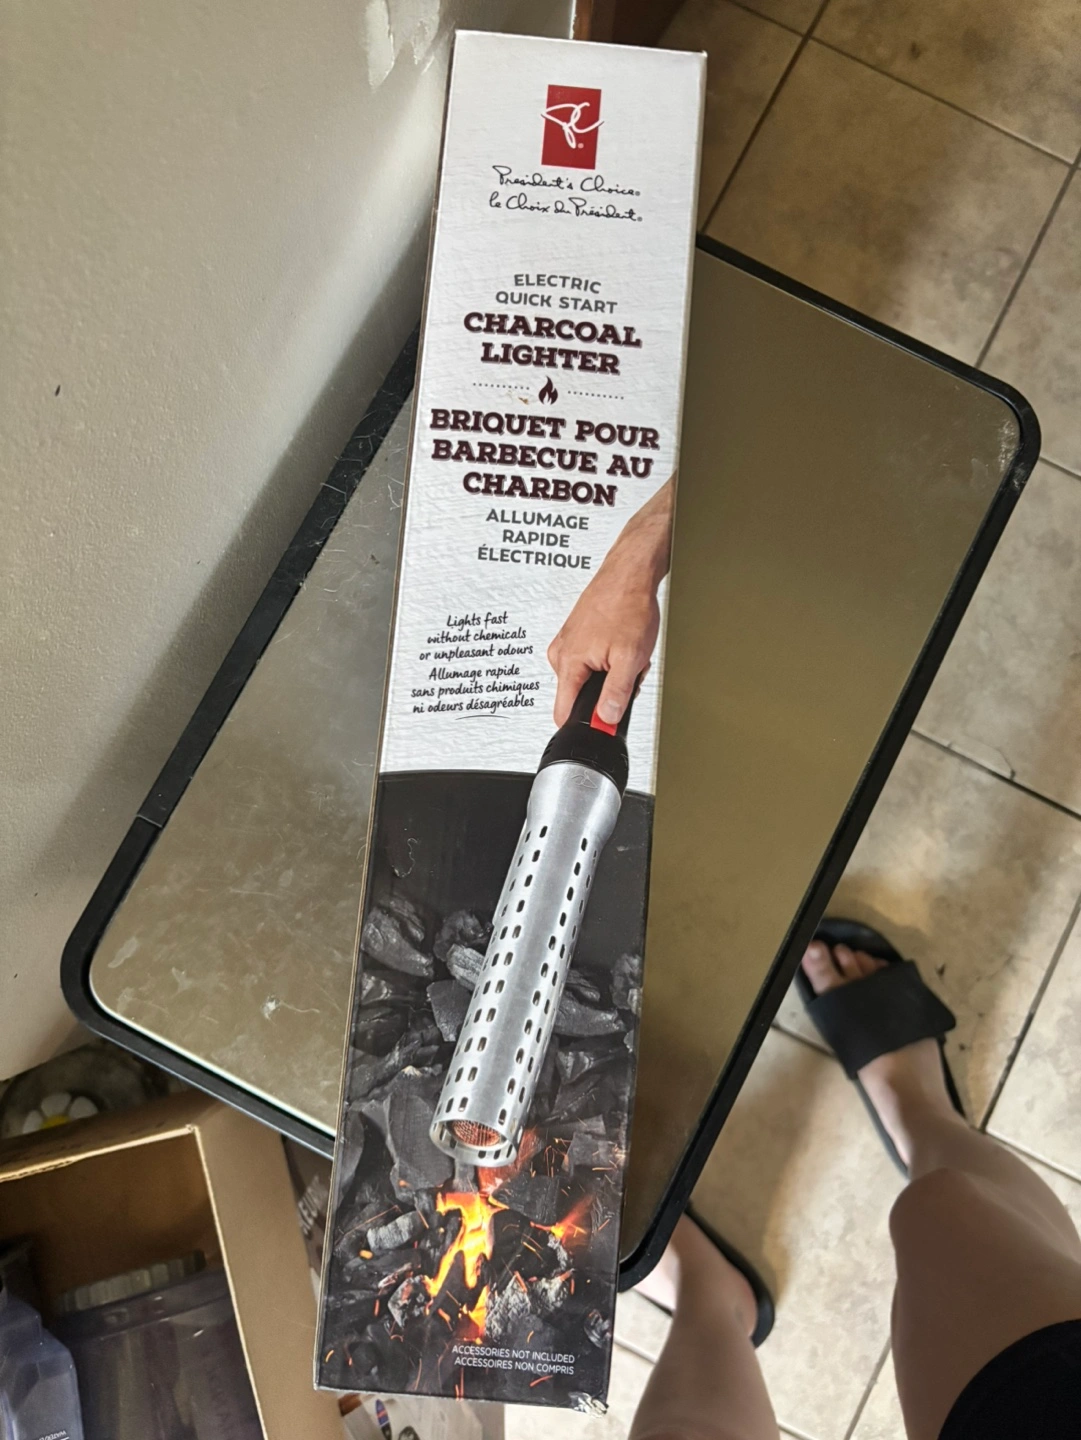 President's Choice®
le Choix du Président®
ELECTRIC
QUICK START
CHARCOAL
LIGHTER
BRIQUET POUR
BARBECUE AU
CHARBON
ALLUMAGE
RAPIDE
ÉLECTRIQUE
Lights fast
without chemicals
or unpleasant odours
Allumage rapide
sans produits chimiques
ni odeurs désagréables
ACCESSORIES NOT INCLUDED
ACCESSOIRES NON COMPRIS